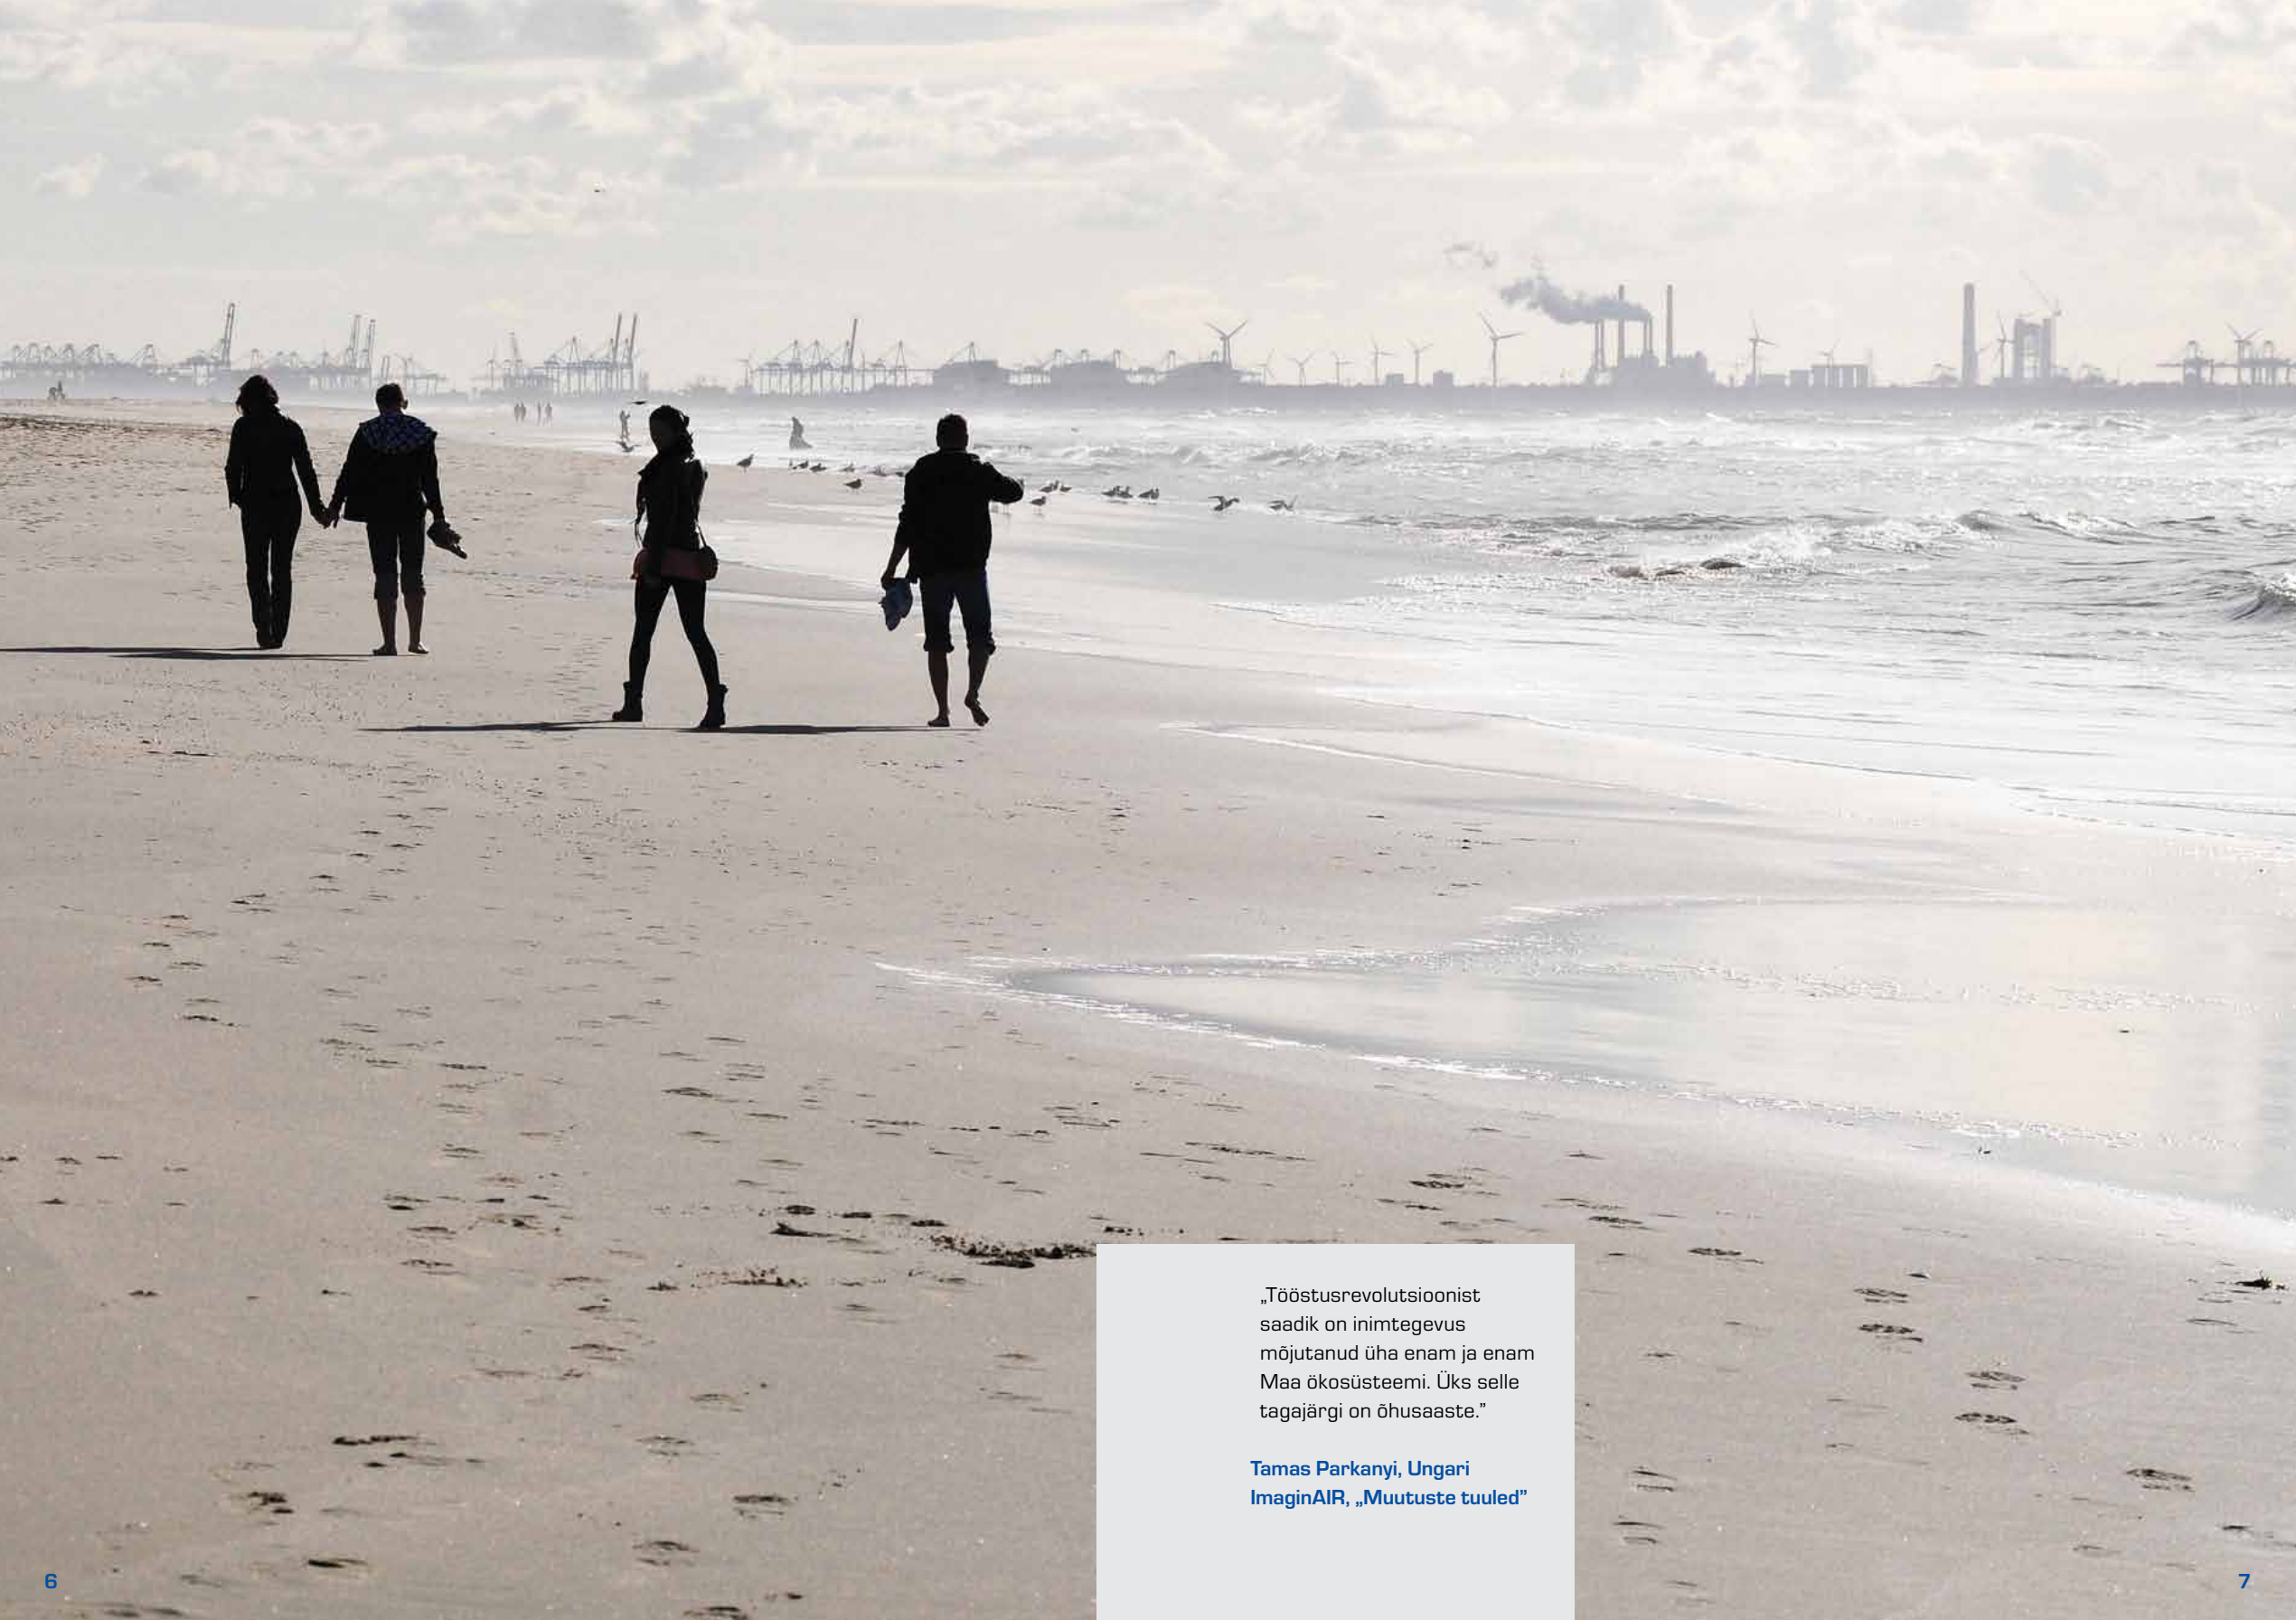 „Tööstusrevolutsioonist
saadik on inimtegevus
mõjutanud üha enam ja enam
Maa ökosüsteemi. Üks selle
tagajärgi on õhusaaste.”
Tamas Parkanyi, Ungari
ImaginAIR, „Muutuste tuuled”
6
7